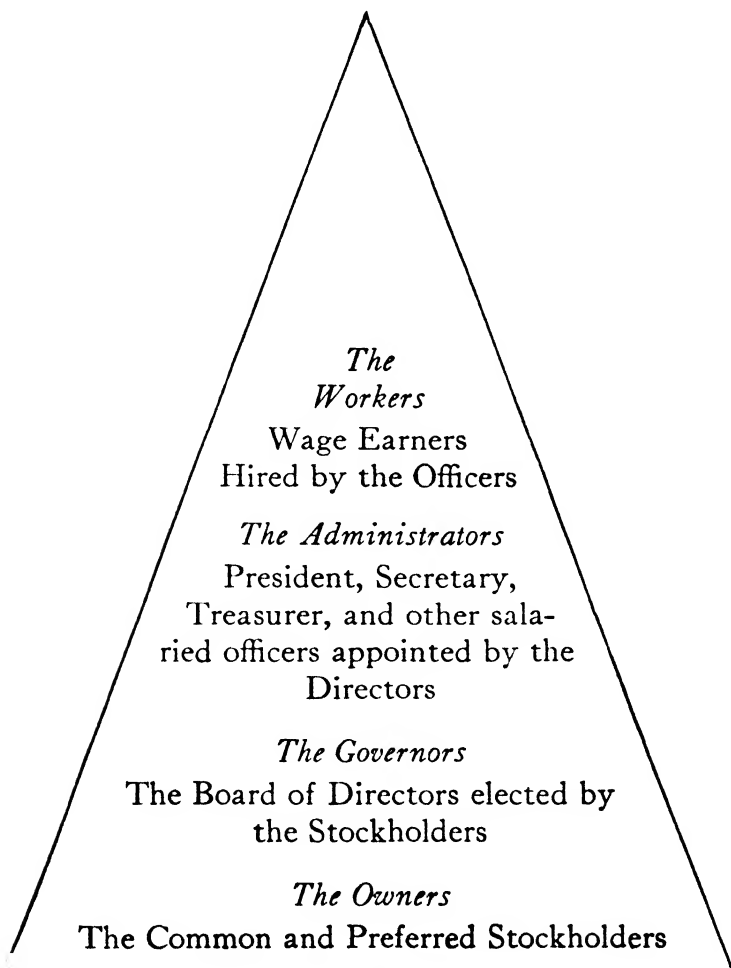 The
Workers
Wage Earners
Hired by the Officers
The Administrators
President, Secretary,
Treasurer, and other sala-
ried officers appointed by the
Directors
The Governors
The Board of Directors elected by
the Stockholders
The Owners
The Common and Preferred Stockholders